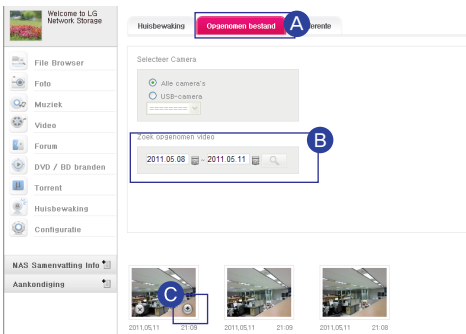 Welcome to LG
Network Storage
File Browser
Foto
Muziek
Video
Forum
DVD / BD branden
Torrent
Huisbewaking
Configuratie
NAS Samenvatting Info
Aankondiging
Huisbewaking
Opgenomen bestand
A
erente
Selecteer Camera
Alle camera's
USB-camera
========
Zoek opgenomen video
B
2011.05.08 ~ 2011.05.11
C
2011,05,11 21:09
2011,05,11 21:09
2011,05,11 21:08